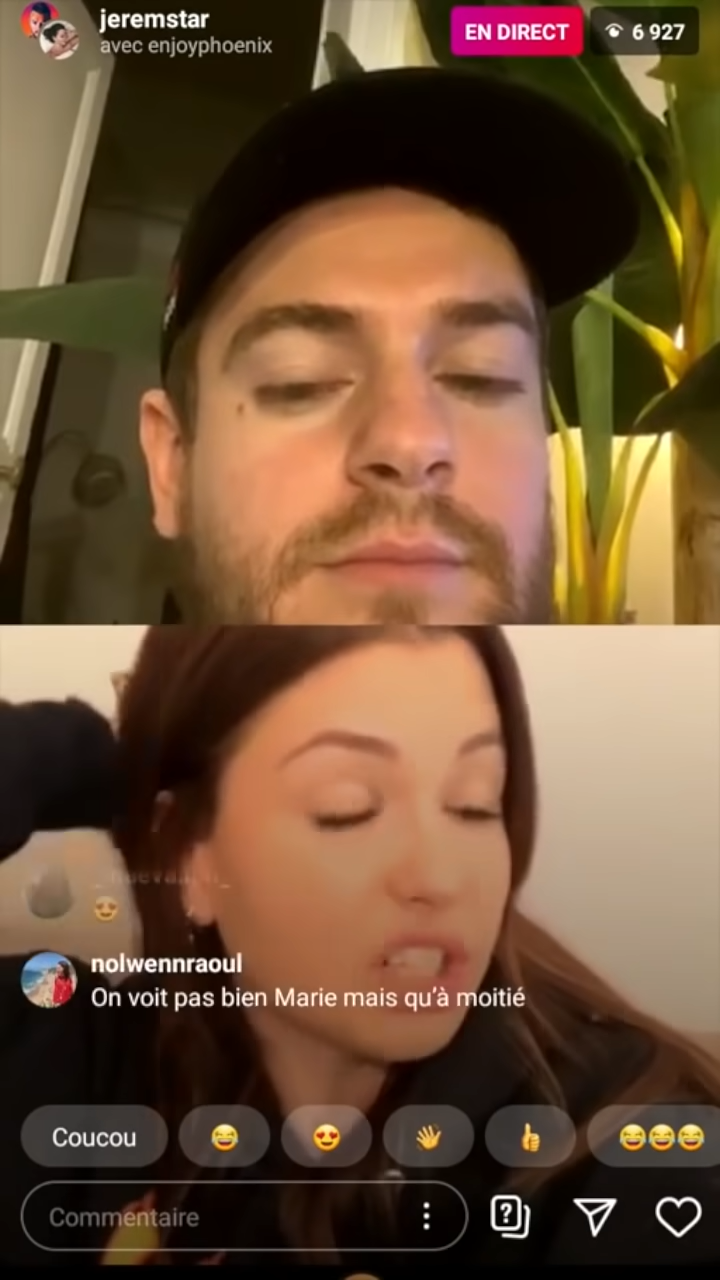 jeremstar
avec enjoyphoenix
EN DIRECT
6 927
nolwennraoul
On voit pas bien Marie mais qu'à moitié
Coucou
Commentaire